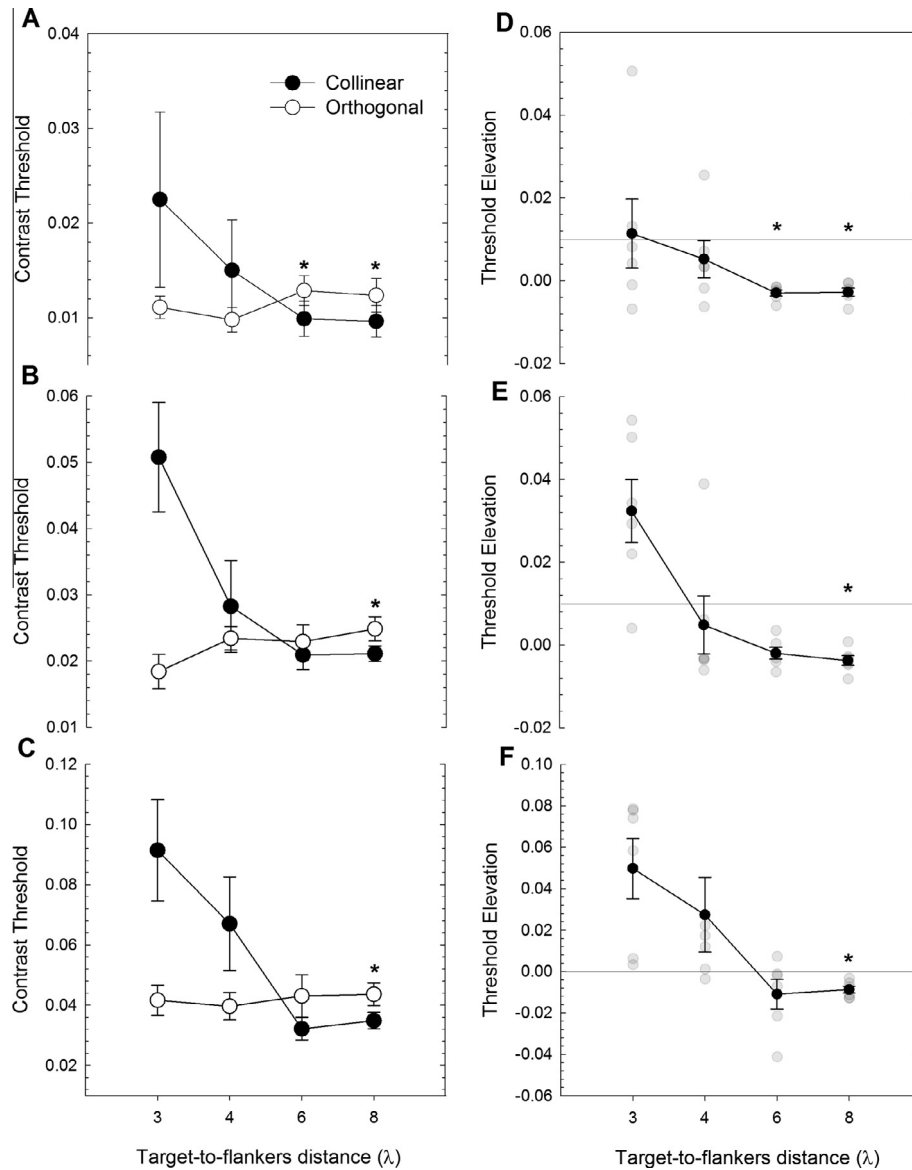 A
0.04
0.03
0.02
0.01
Contrast Threshold
Collinear
Orthogonal
*
*
D
0.06
0.04
0.02
0.00
-0.02
Threshold Elevation
*
*
B
0.06
0.05
0.04
0.03
0.02
0.01
Contrast Threshold
*
E
0.06
0.04
0.02
0.00
-0.02
Threshold Elevation
*
C
0.12
0.10
0.08
0.06
0.04
0.02
Contrast Threshold
*
3 4 6 8
Target-to-flankers distance (λ)
F
0.10
0.08
0.06
0.04
0.02
0.00
-0.02
-0.04
-0.06
Threshold Elevation
*
3 4 6 8
Target-to-flankers distance (λ)